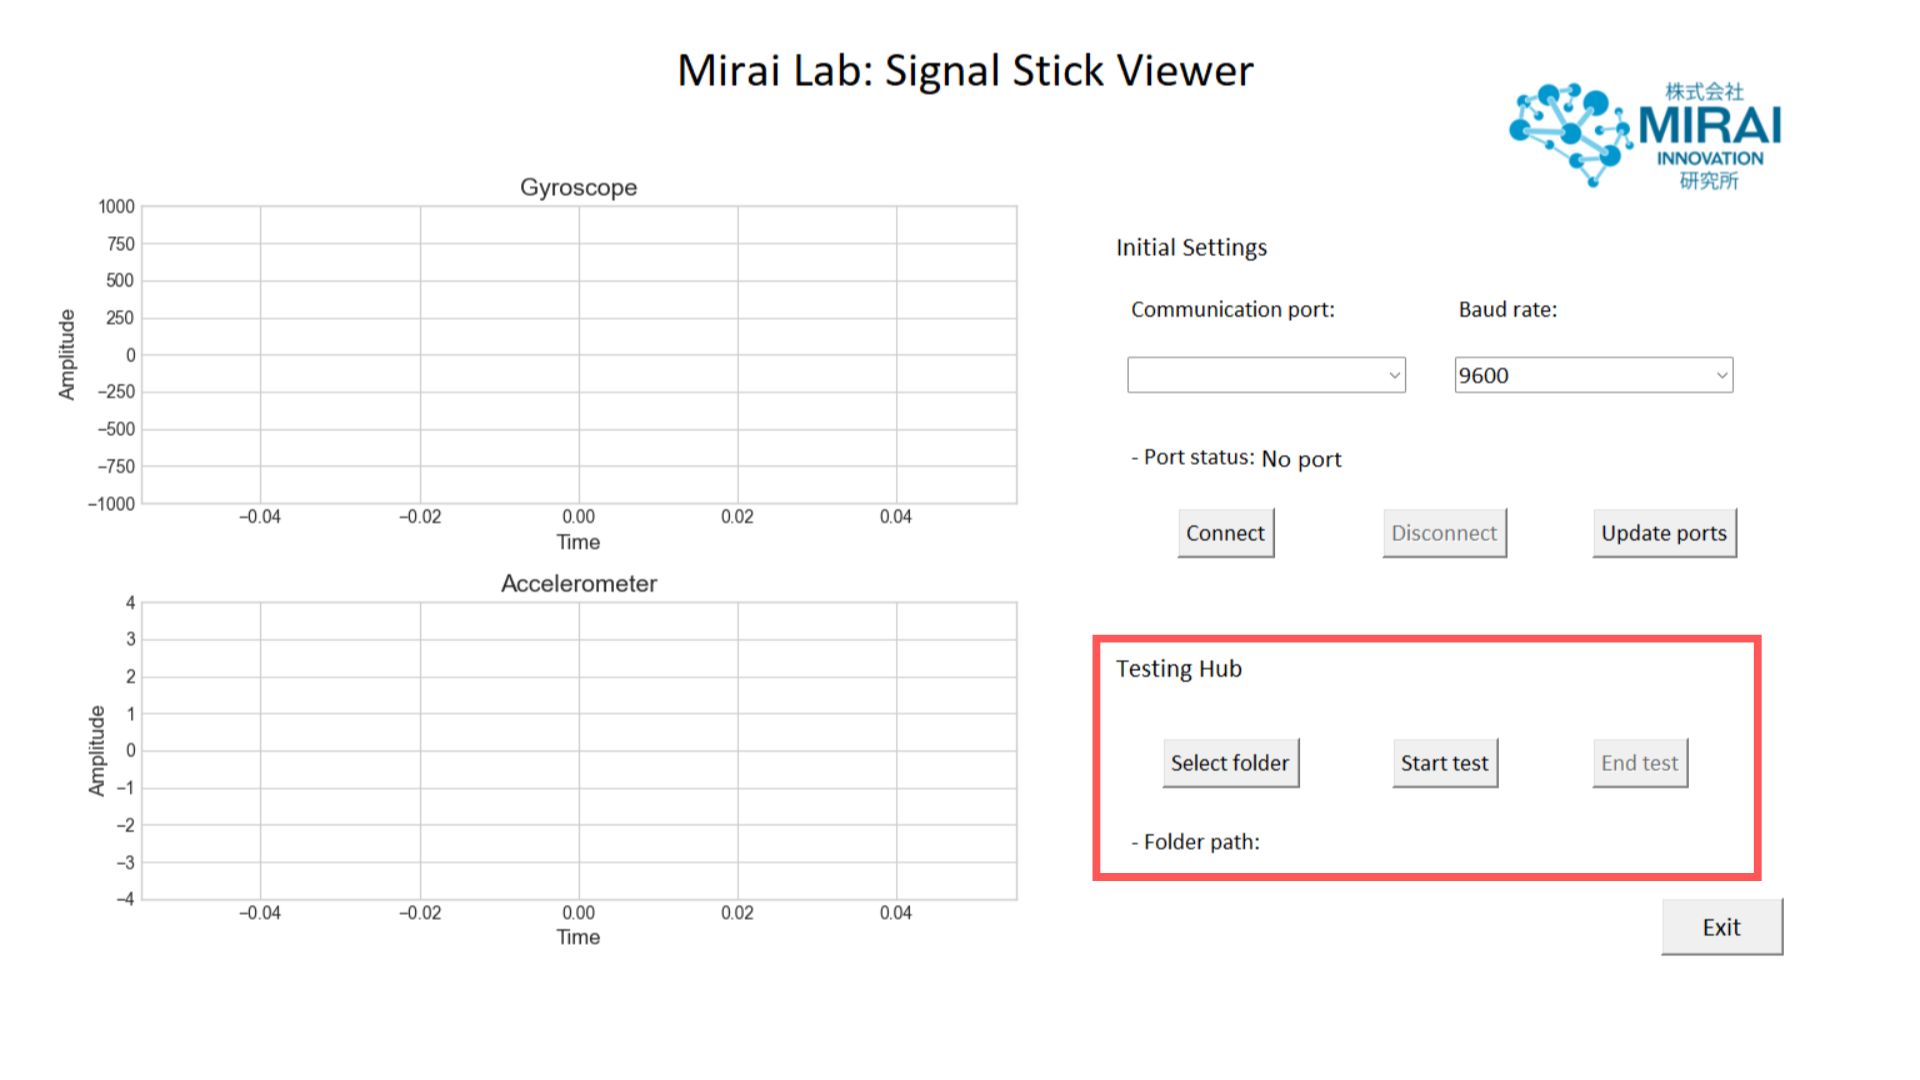 Mirai Lab: Signal Stick Viewer
株式会社
MIRAI
INNOVATION
研究所
Gyroscope
1000
750
500
250
0
−250
−500
−750
−1000
Amplitude
−0.04 −0.02 0.00 0.02 0.04
Time
Accelerometer
4
3
2
1
0
−1
−2
−3
−4
Amplitude
−0.04 −0.02 0.00 0.02 0.04
Time
Initial Settings
Communication port: Baud rate:
9600
- Port status: No port
Connect Disconnect Update ports
Testing Hub
Select folder Start test End test
- Folder path:
Exit